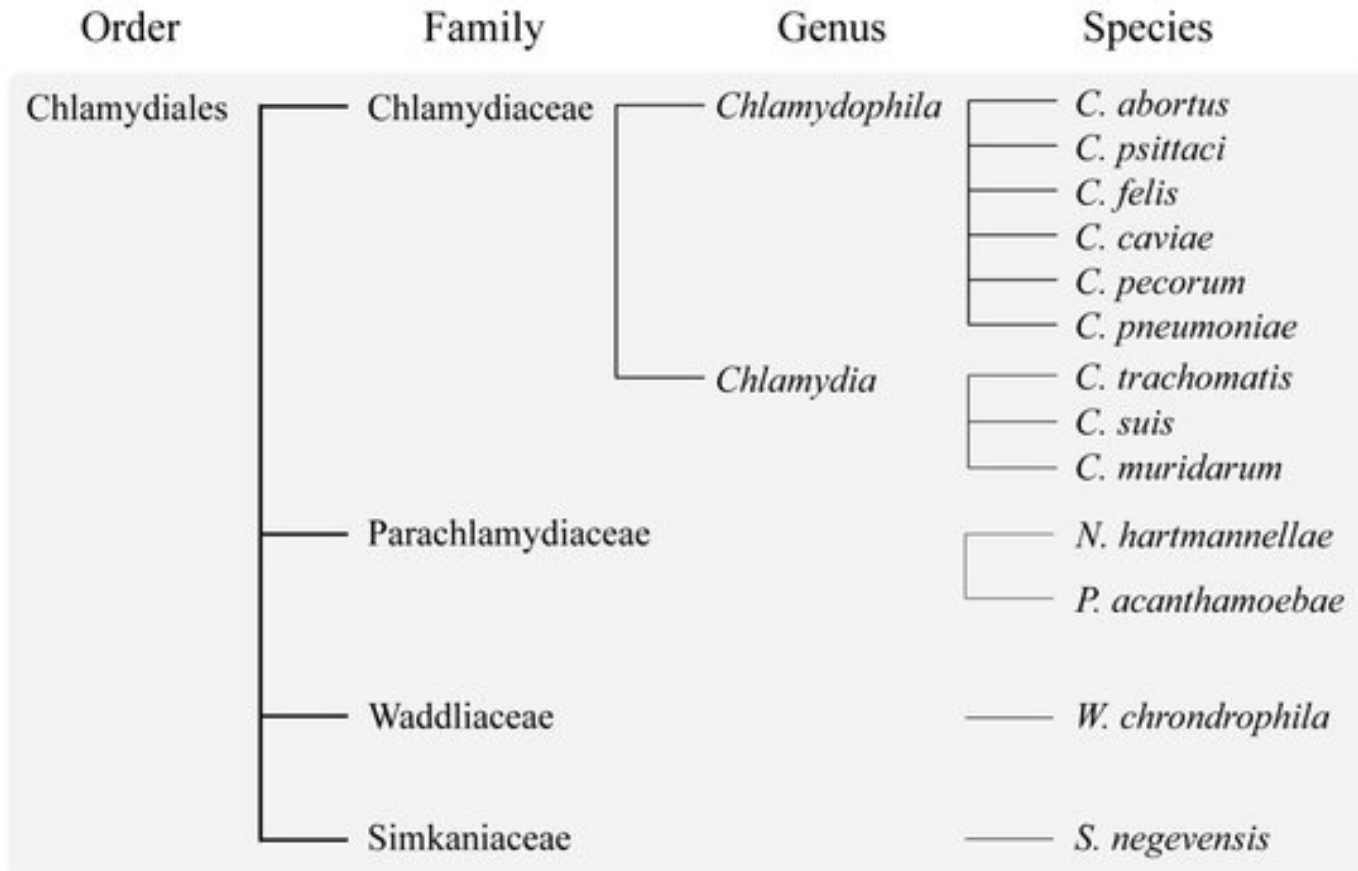 Order Family Genus Species
Chlamydiales Chlamydiaceae Chlamydophila C. abortus
C. psittaci
C. felis
C. caviae
C. pecorum
C. pneumoniae
Chlamydia C. trachomatis
C. suis
C. muridarum
Parachlamydiaceae N. hartmannellae
P. acanthamoebae
Waddliaceae W. chrondrophila
Simkaniaceae S. negevensis